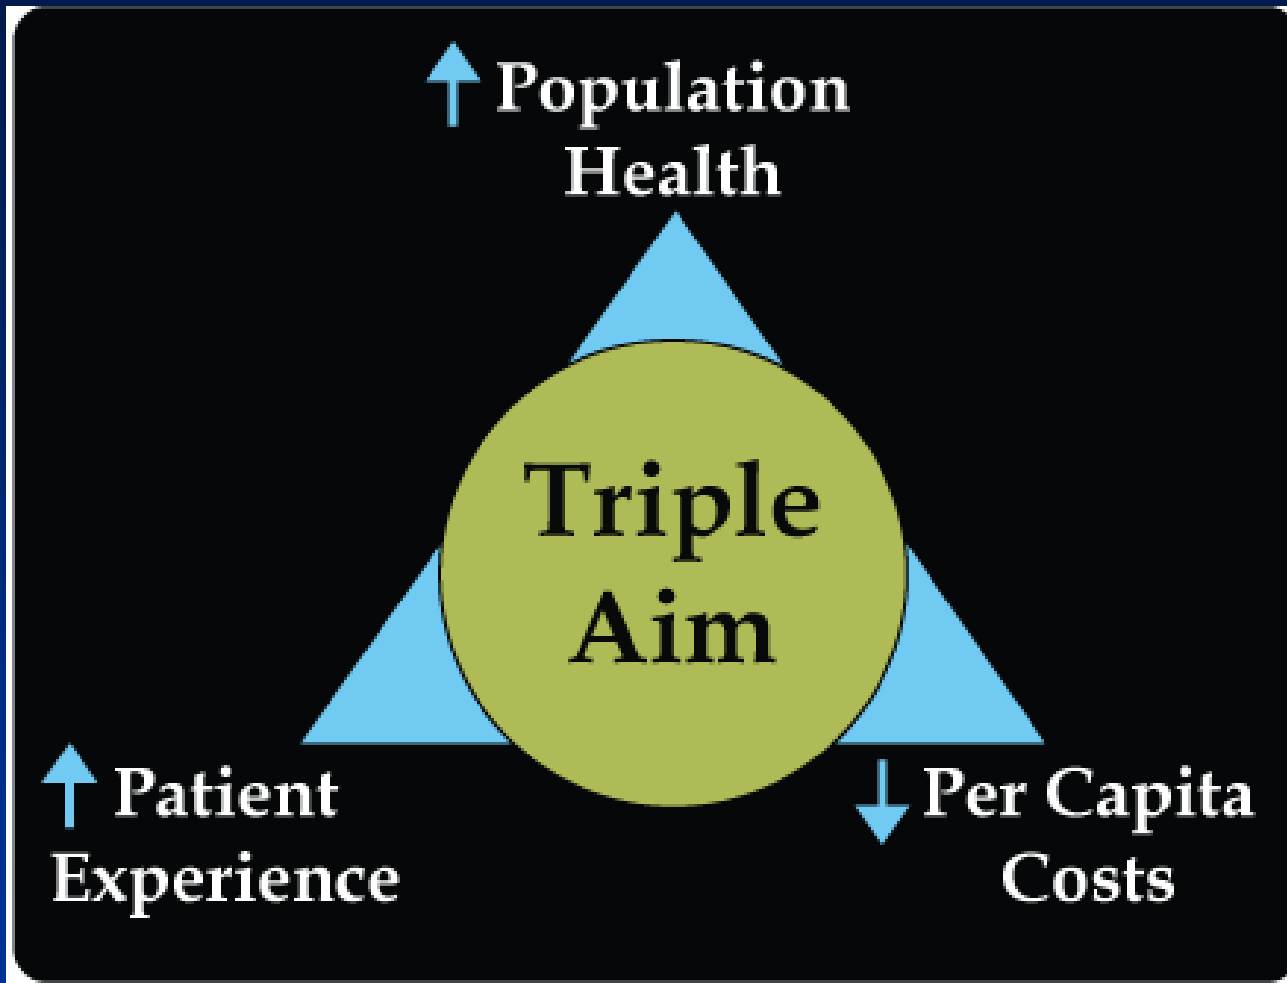 Population
Health
Triple
Aim
Patient
Experience
Per Capita
Costs